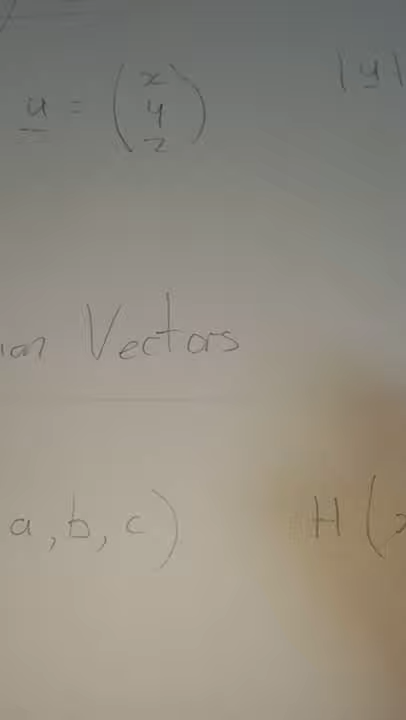 u = (x y z) |u|
Vectors
a, b, c) H (